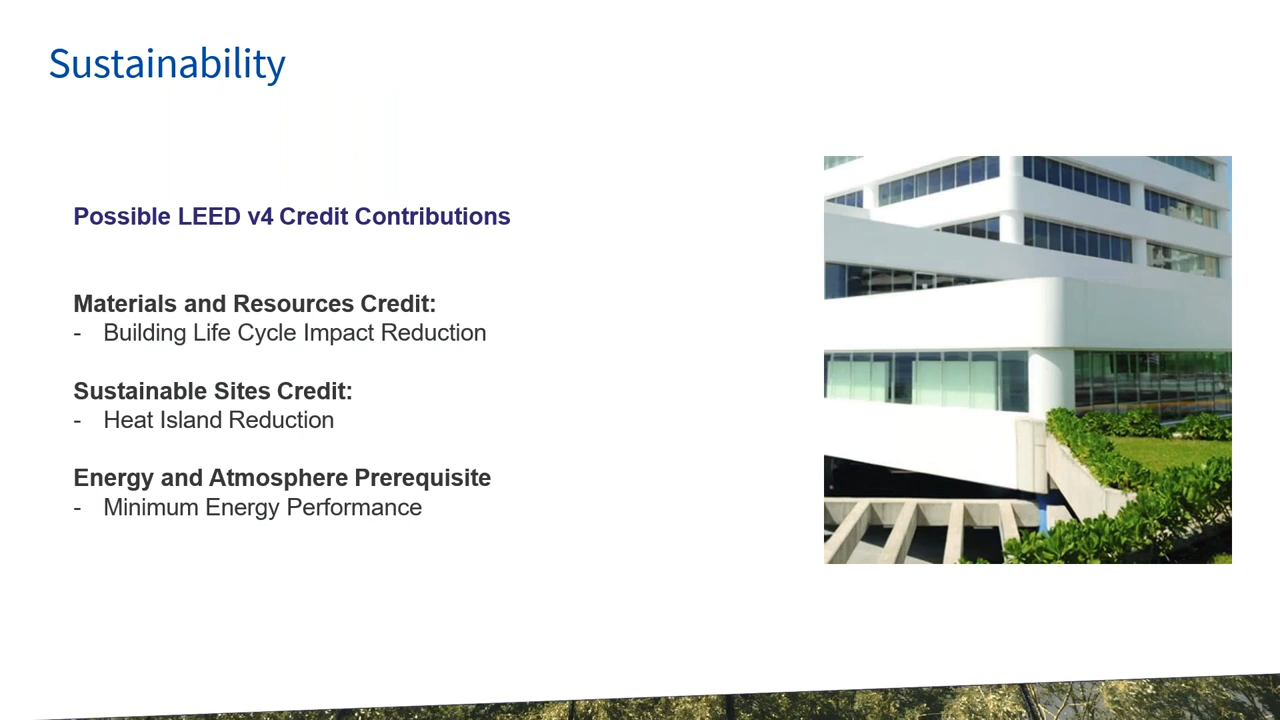 Sustainability
Possible LEED v4 Credit Contributions
Materials and Resources Credit:
- Building Life Cycle Impact Reduction
Sustainable Sites Credit:
- Heat Island Reduction
Energy and Atmosphere Prerequisite
- Minimum Energy Performance